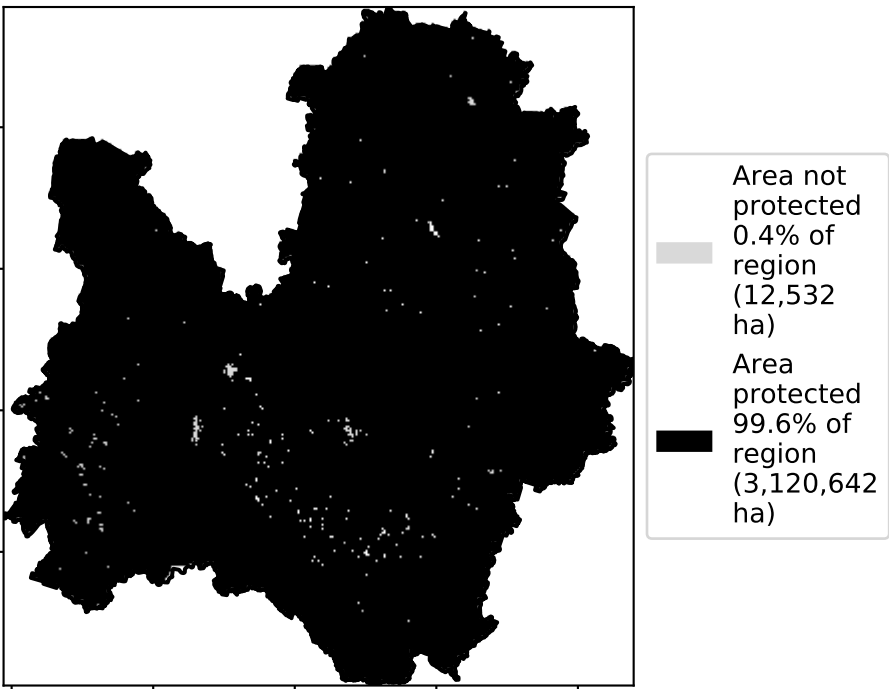 Area not
protected
0.4% of
region
(12,532
ha)
Area
protected
99.6% of
region
(3,120,642
ha)